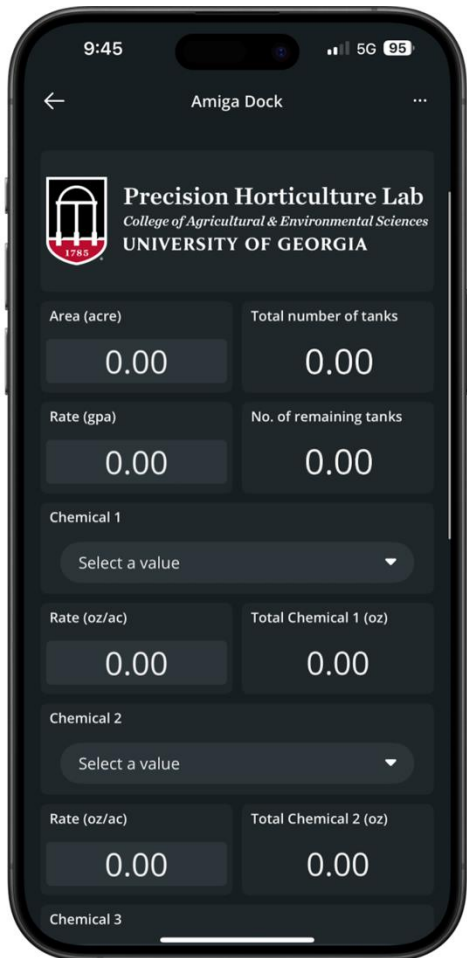 9:45 5G 95
Amiga Dock ...
Precision Horticulture Lab
College of Agricultural & Environmental Sciences
UNIVERSITY OF GEORGIA
1785
Area (acre) Total number of tanks
0.00 0.00
Rate (gpa) No. of remaining tanks
0.00 0.00
Chemical 1
Select a value
Rate (oz/ac) Total Chemical 1 (oz)
0.00 0.00
Chemical 2
Select a value
Rate (oz/ac) Total Chemical 2 (oz)
0.00 0.00
Chemical 3